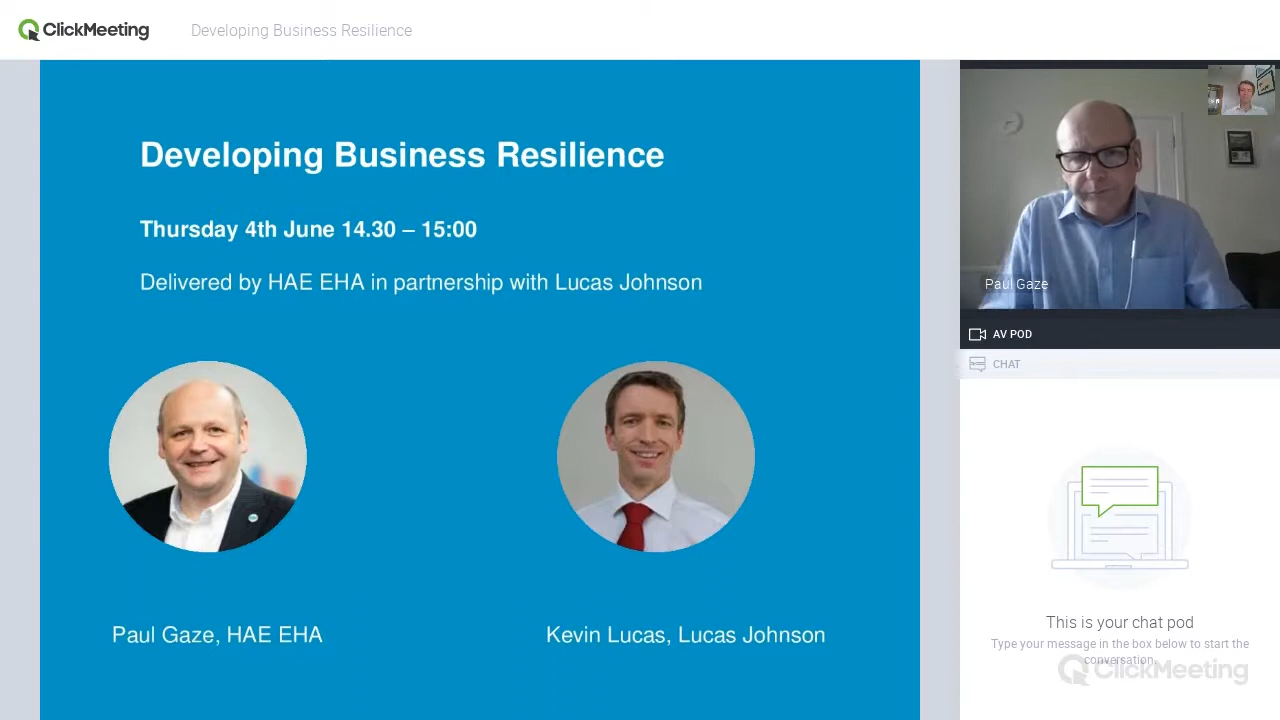 ClickMeeting
Developing Business Resilience
Developing Business Resilience
Thursday 4th June 14.30 – 15:00
Delivered by HAE EHA in partnership with Lucas Johnson
Paul Gaze, HAE EHA
Kevin Lucas, Lucas Johnson
Paul Gaze
AV POD
CHAT
This is your chat pod
Type your message in the box below to start the
conversation.
ClickMeeting